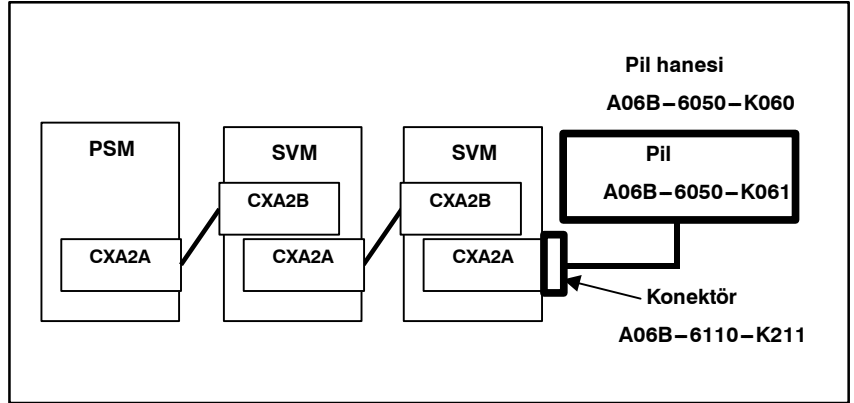 Pil hanesi
A06B−6050−K060
PSM
SVM
SVM
Pil
A06B−6050−K061
CXA2B
CXA2B
CXA2A
CXA2A
CXA2A
Konektör
A06B−6110−K211